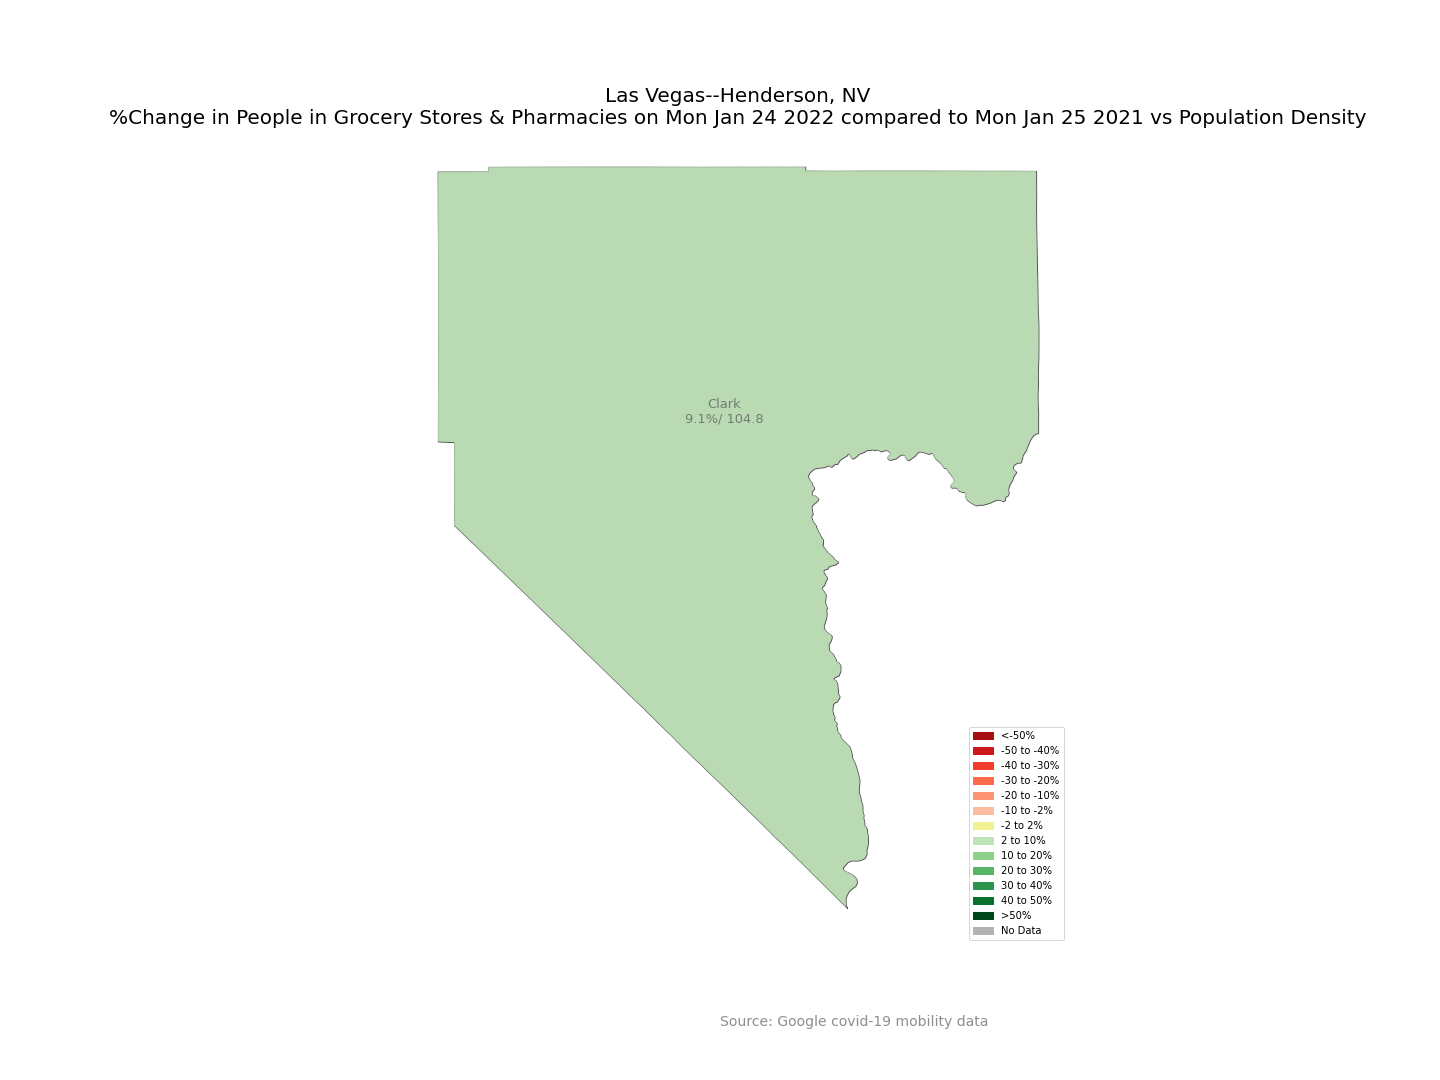 Las Vegas--Henderson, NV
%Change in People in Grocery Stores & Pharmacies on Mon Jan 24 2022 compared to Mon Jan 25 2021 vs Population Density
Clark
9.1%/ 104.8
<-50%
-50 to -40%
-40 to -30%
-30 to -20%
-20 to -10%
-10 to -2%
-2 to 2%
2 to 10%
10 to 20%
20 to 30%
30 to 40%
40 to 50%
>50%
No Data
Source: Google covid-19 mobility data